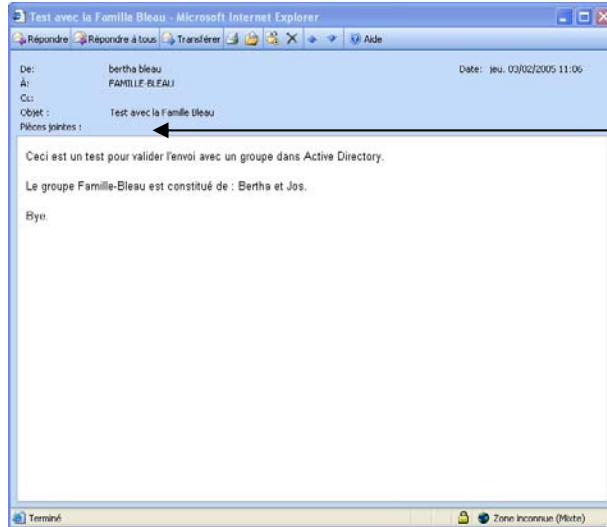 Test avec la Famille Bleau - Microsoft Internet Explorer
Répondre Répondre à tous Transférer Aide
De: bertha bleau Date: jeu. 03/02/2005 11:06
À: FAMILLE-BLEAU
Cc:
Objet : Test avec la Famille Bleau
Pièces jointes :
Ceci est un test pour valider l'envoi avec un groupe dans Active Directory.
Le groupe Famille-Bleau est constitué de : Bertha et Jos.
Bye.
Terminé Zone inconnue (Mixte)